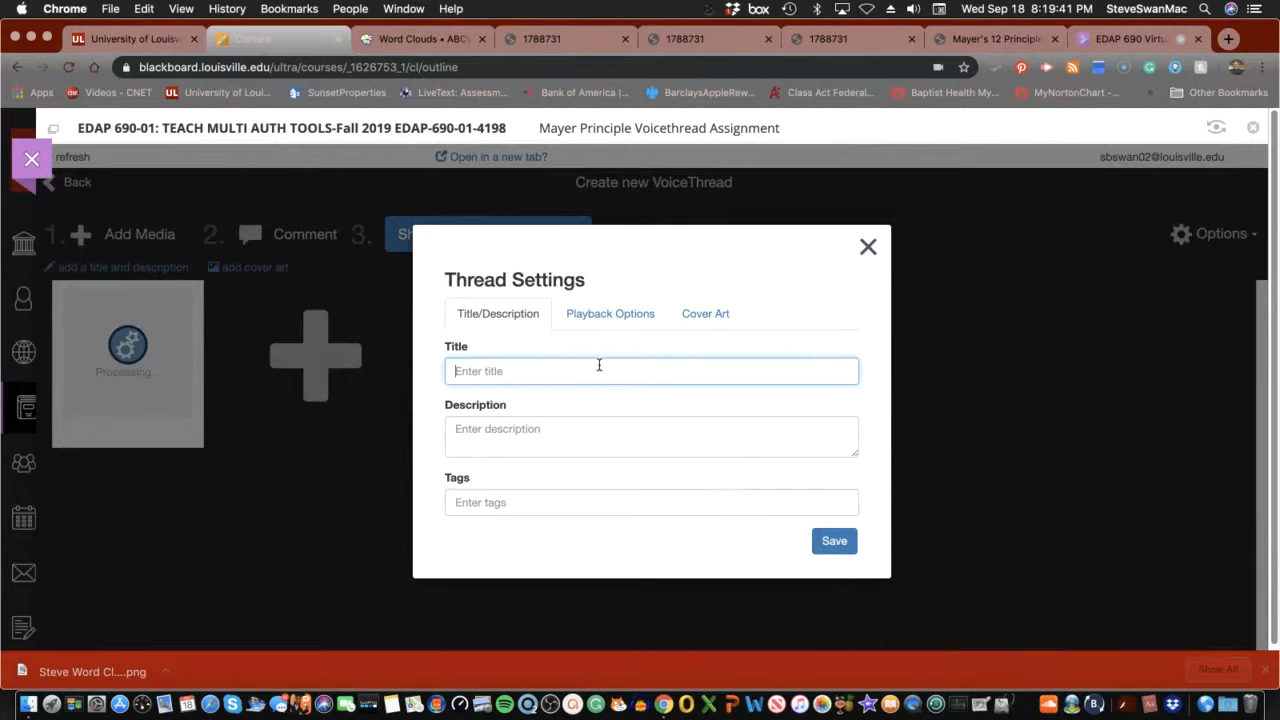 Chrome File Edit View History Bookmarks People Window Help box Wed Sep 18 8:19:41 PM SteveSwanMac
University of Louisvi Content Word Clouds • ABC 1788731 1788731 1788731 Mayer's 12 Principle EDAP 690 Virtu
blackboard.louisville.edu/ultra/courses/_1626753_1/cl/outline
Apps Videos - CNET University of Loui... SunsetProperties LiveText: Assessm... Bank of America |... BarclaysAppleRew... Class Act Federal... Baptist Health My... MyNortonChart -... Other Bookmarks
EDAP 690-01: TEACH MULTI AUTH TOOLS-Fall 2019 EDAP-690-01-4198 Mayer Principle Voicethread Assignment
refresh Open in a new tab? sbswan02@louisville.edu
Back Create new VoiceThread
1. Add Media 2. Comment 3. Sh Options
add a title and description add cover art
Thread Settings
Title/Description Playback Options Cover Art
Title
Enter title
Processing...
Description
Enter description
Tags
Enter tags
Save
Steve Word Cl....png Show All